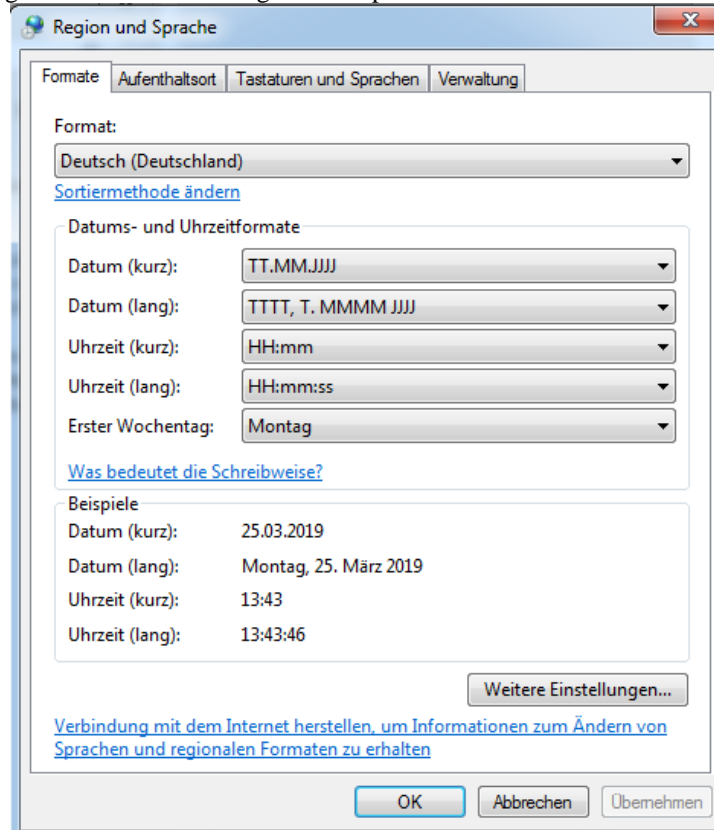 Region und Sprache
Formate Aufenthaltsort Tastaturen und Sprachen Verwaltung
Format:
Deutsch (Deutschland)
Sortiermethode ändern
Datums- und Uhrzeitformate
Datum (kurz): TT.MM.JJJJ
Datum (lang): TTTT, T. MMMM JJJJ
Uhrzeit (kurz): HH:mm
Uhrzeit (lang): HH:mm:ss
Erster Wochentag: Montag
Was bedeutet die Schreibweise?
Beispiele
Datum (kurz): 25.03.2019
Datum (lang): Montag, 25. März 2019
Uhrzeit (kurz): 13:43
Uhrzeit (lang): 13:43:46
Weitere Einstellungen...
Verbindung mit dem Internet herstellen, um Informationen zum Ändern von
Sprachen und regionalen Formaten zu erhalten
OK Abbrechen Übernehmen